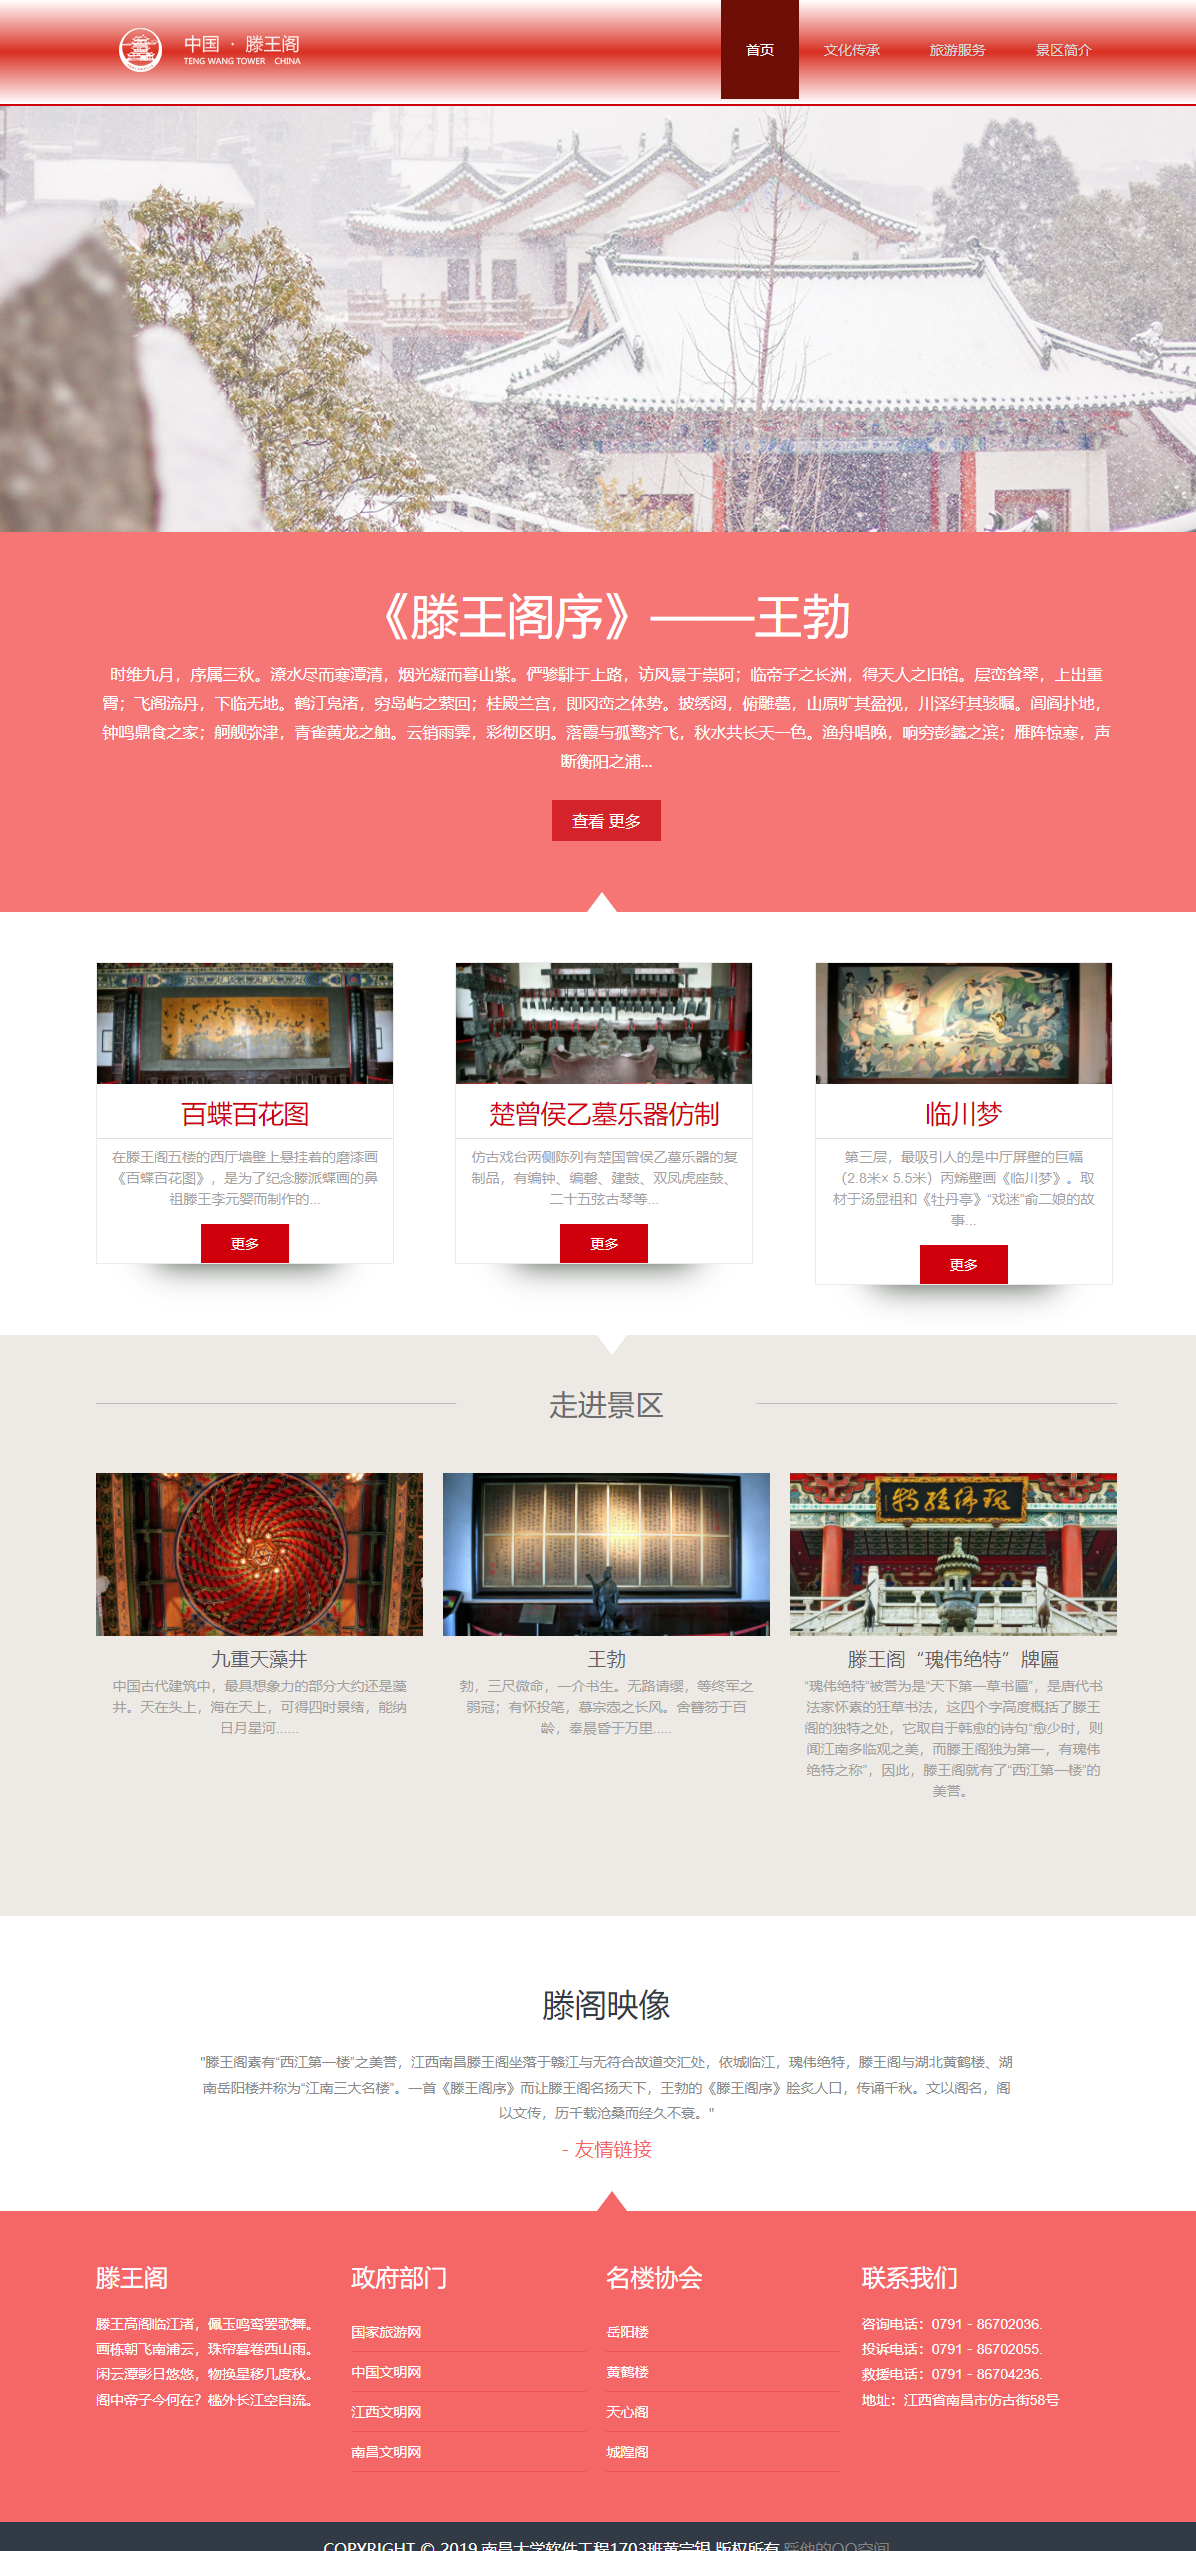 中国 · 滕王阁
TENG WANG TOWER CHINA
首页
文化传承
旅游服务
景区简介
《滕王阁序》——王勃
时维九月，序属三秋。潦水尽而寒潭清，烟光凝而暮山紫。俨骖騑于上路，访风景于崇阿；临帝子之长洲，得天人之旧馆。层峦耸翠，上出重
霄；飞阁流丹，下临无地。鹤汀凫渚，穷岛屿之萦回；桂殿兰宫，即冈峦之体势。披绣闼，俯雕甍，山原旷其盈视，川泽纡其骇瞩。闾阎扑地，
钟鸣鼎食之家；舸舰弥津，青雀黄龙之舳。云销雨霁，彩彻区明。落霞与孤鹜齐飞，秋水共长天一色。渔舟唱晚，响穷彭蠡之滨；雁阵惊寒，声
断衡阳之浦...
查看 更多
百蝶百花图
在滕王阁五楼的西厅墙壁上悬挂着的磨漆画
《百蝶百花图》，是为了纪念滕派蝶画的鼻
祖滕王李元婴而制作的...
更多
楚曾侯乙墓乐器仿制
仿古戏台两侧陈列有楚国曾侯乙墓乐器的复
制品，有编钟、编磬、建鼓、双凤虎座鼓、
二十五弦古琴等...
更多
临川梦
第三层，最吸引人的是中厅屏壁的巨幅
（2.8米× 5.5米）丙烯壁画《临川梦》。取
材于汤显祖和《牡丹亭》“戏迷”俞二娘的故
事...
更多
走进景区
瑰伟绝特
九重天藻井
中国古代建筑中，最具想象力的部分大约还是藻
井。天在头上，海在天上，可得四时景绪，能纳
日月星河......
王勃
勃，三尺微命，一介书生。无路请缨，等终军之
弱冠；有怀投笔，慕宗悫之长风。舍簪笏于百
龄，奉晨昏于万里.....
滕王阁“瑰伟绝特”牌匾
“瑰伟绝特”被誉为是“天下第一草书匾”，是唐代书
法家怀素的狂草书法，这四个字高度概括了滕王
阁的独特之处，它取自于韩愈的诗句“愈少时，则
闻江南多临观之美，而滕王阁独为第一，有瑰伟
绝特之称”，因此，滕王阁就有了“西江第一楼”的
美誉。
滕阁映像
"滕王阁素有“西江第一楼”之美誉，江西南昌滕王阁坐落于赣江与无符合故道交汇处，依城临江，瑰伟绝特，滕王阁与湖北黄鹤楼、湖
南岳阳楼并称为“江南三大名楼”。一首《滕王阁序》而让滕王阁名扬天下，王勃的《滕王阁序》脍炙人口，传诵千秋。文以阁名，阁
以文传，历千载沧桑而经久不衰。"
- 友情链接
滕王阁
滕王高阁临江渚，佩玉鸣鸾罢歌舞。
画栋朝飞南浦云，珠帘暮卷西山雨。
闲云潭影日悠悠，物换星移几度秋。
阁中帝子今何在？槛外长江空自流。
政府部门
国家旅游网
中国文明网
江西文明网
南昌文明网
名楼协会
岳阳楼
黄鹤楼
天心阁
城隍阁
联系我们
咨询电话：0791 - 86702036.
投诉电话：0791 - 86702055.
救援电话：0791 - 86704236.
地址：江西省南昌市仿古街58号
COPYRIGHT © 2019 南昌大学软件工程1703班黄宗锟 版权所有 踩他的QQ空间